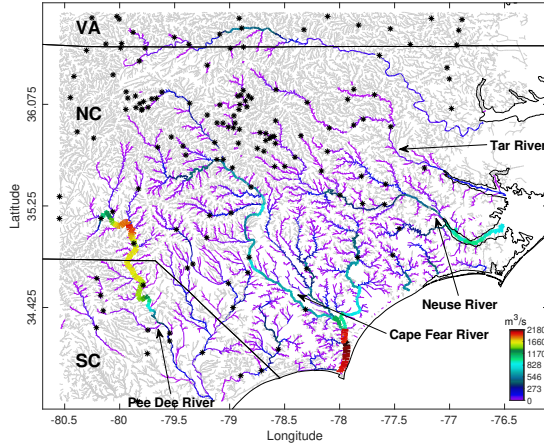 VA
NC
SC
Tar River
Neuse River
Cape Fear River
Pee Dee River
Latitude
36.075
35.25
34.425
-80.5 -80 -79.5 -79 -78.5 -78 -77.5 -77 -76.5
Longitude
m³/s
2180
1660
1170
828
546
273
0